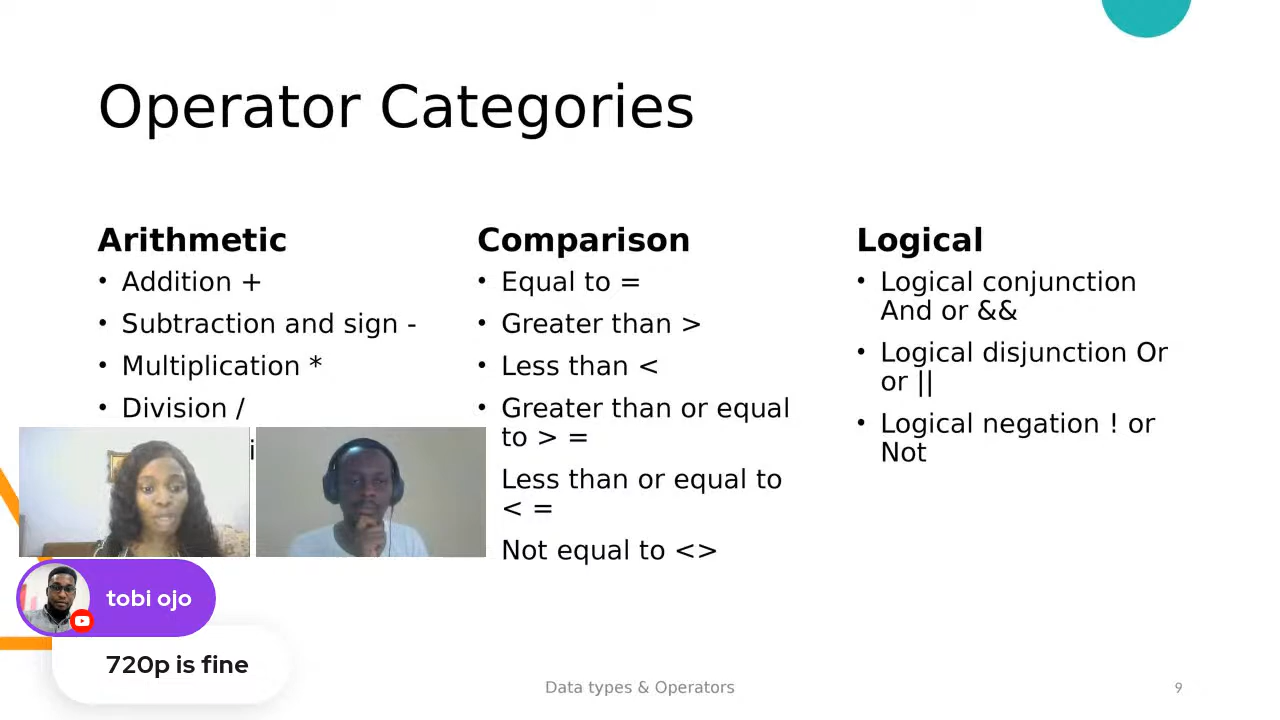 Operator Categories
Arithmetic
• Addition +
• Subtraction and sign -
• Multiplication *
• Division /
Comparison
• Equal to =
• Greater than >
• Less than <
• Greater than or equal
to > =
Less than or equal to
< =
Not equal to <>
Logical
• Logical conjunction
And or &&
• Logical disjunction Or
or ||
• Logical negation ! or
Not
tobi ojo
720p is fine
Data types & Operators
9